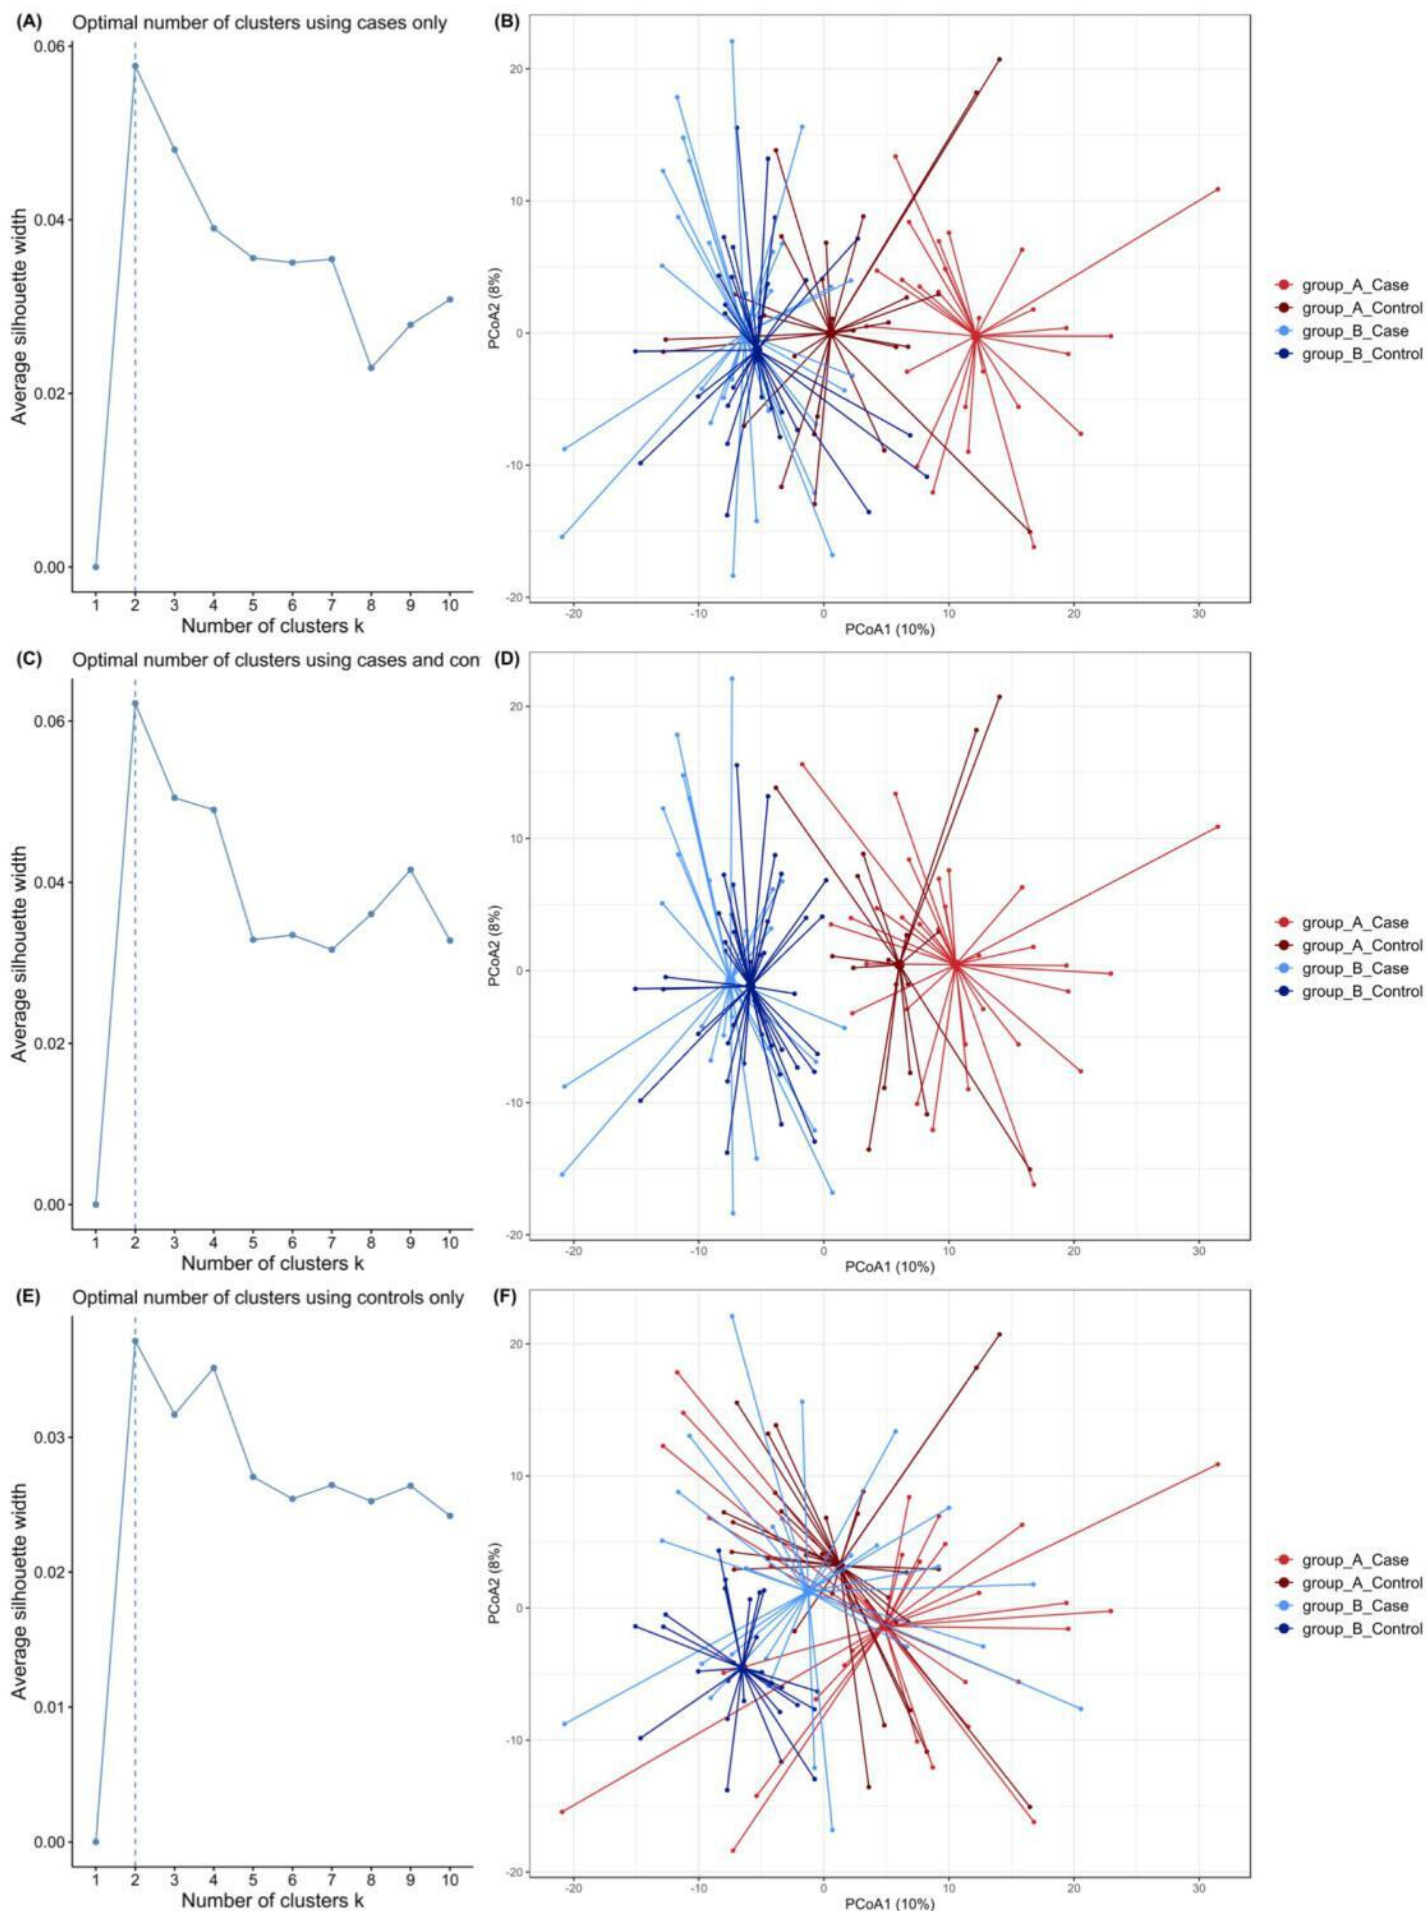 (A) Optimal number of clusters using cases only
0.06
0.04
0.02
0.00
Average silhouette width
1 2 3 4 5 6 7 8 9 10
Number of clusters k
(B)
20
10
0
-10
-20
PCoA2 (8%)
-20 -10 0 10 20 30
PCoA1 (10%)
group_A_Case
group_A_Control
group_B_Case
group_B_Control
(C) Optimal number of clusters using cases and con
0.06
0.04
0.02
0.00
Average silhouette width
1 2 3 4 5 6 7 8 9 10
Number of clusters k
(D)
20
10
0
-10
-20
PCoA2 (8%)
-20 -10 0 10 20 30
PCoA1 (10%)
group_A_Case
group_A_Control
group_B_Case
group_B_Control
(E) Optimal number of clusters using controls only
0.03
0.02
0.01
0.00
Average silhouette width
1 2 3 4 5 6 7 8 9 10
Number of clusters k
(F)
20
10
0
-10
-20
PCoA2 (8%)
-20 -10 0 10 20 30
PCoA1 (10%)
group_A_Case
group_A_Control
group_B_Case
group_B_Control